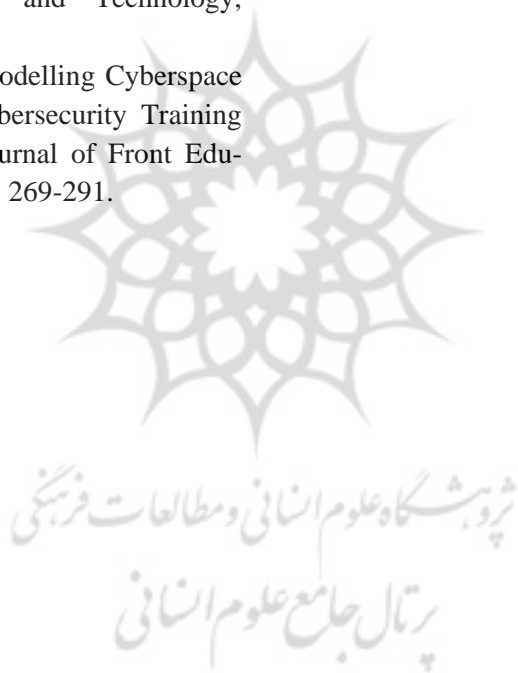 and Technology,
odelling Cyberspace
bersecurity Training
urnal of Front Edu-
269-291.
پژوهشگاه علوم انسانی و مطالعات فرهنگی
پرتال جامع علوم انسانی